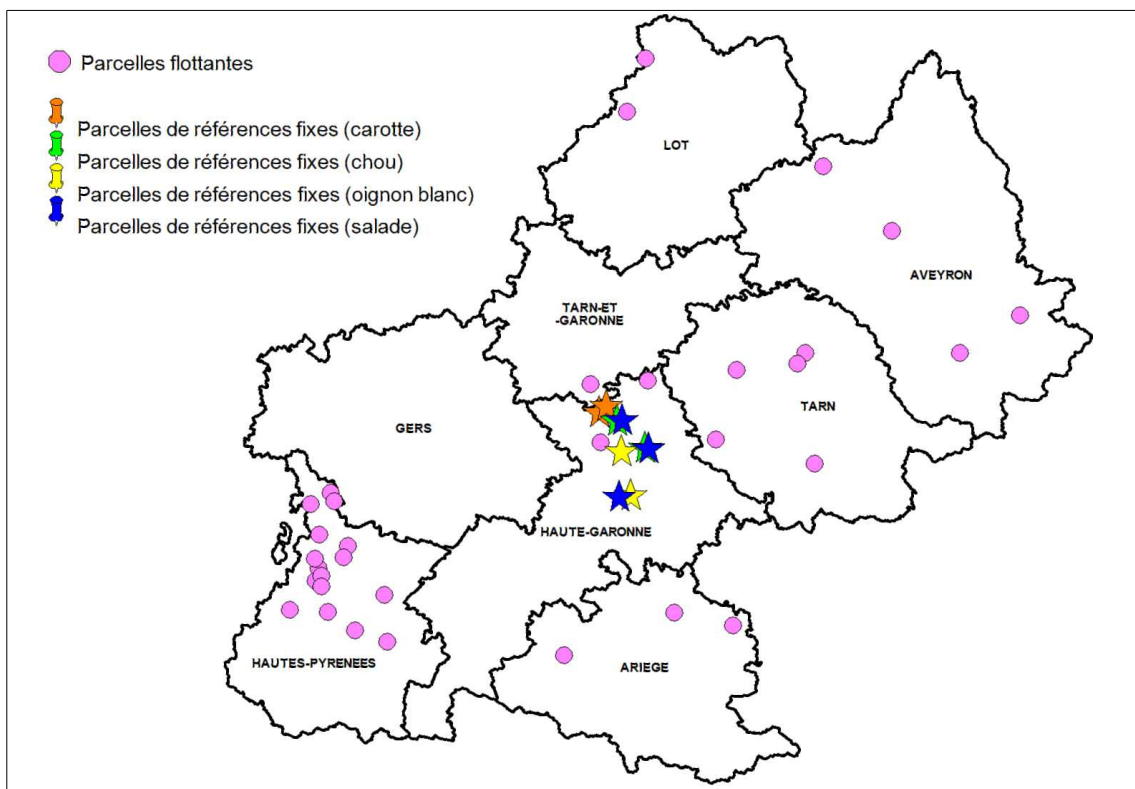 Parcelles flottantes
Parcelles de références fixes (carotte)
Parcelles de références fixes (chou)
Parcelles de références fixes (oignon blanc)
Parcelles de références fixes (salade)
LOT
AVEYRON
TARN-ET
-GARONNE
TARN
GERS
HAUTE-GARONNE
HAUTES-PYRENEES
ARIEGE